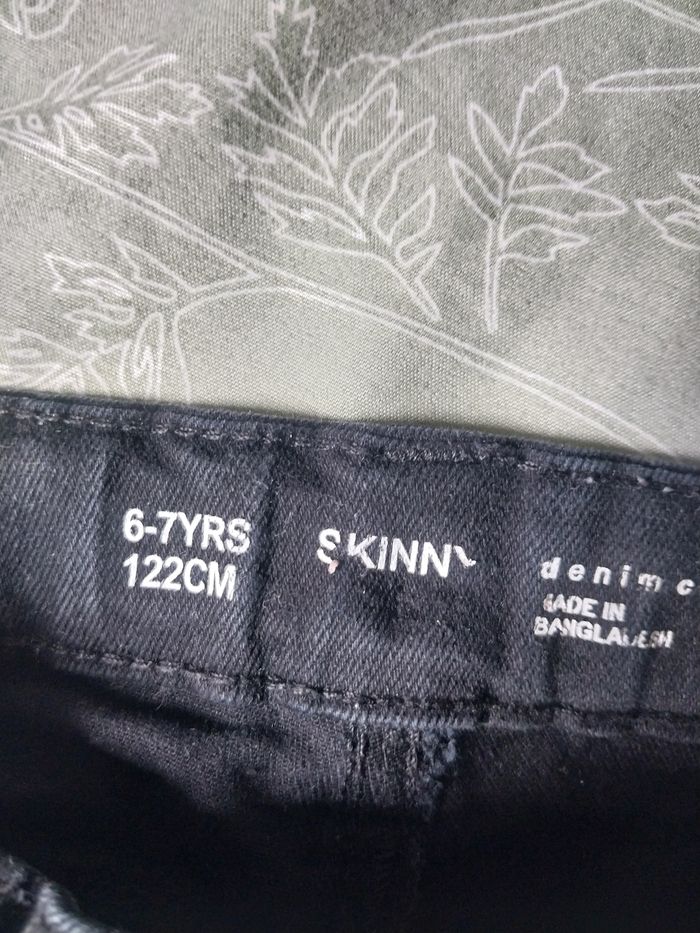 6-7YRS
122CM
SKINNY
denim c
MADE IN
BANGLADESH